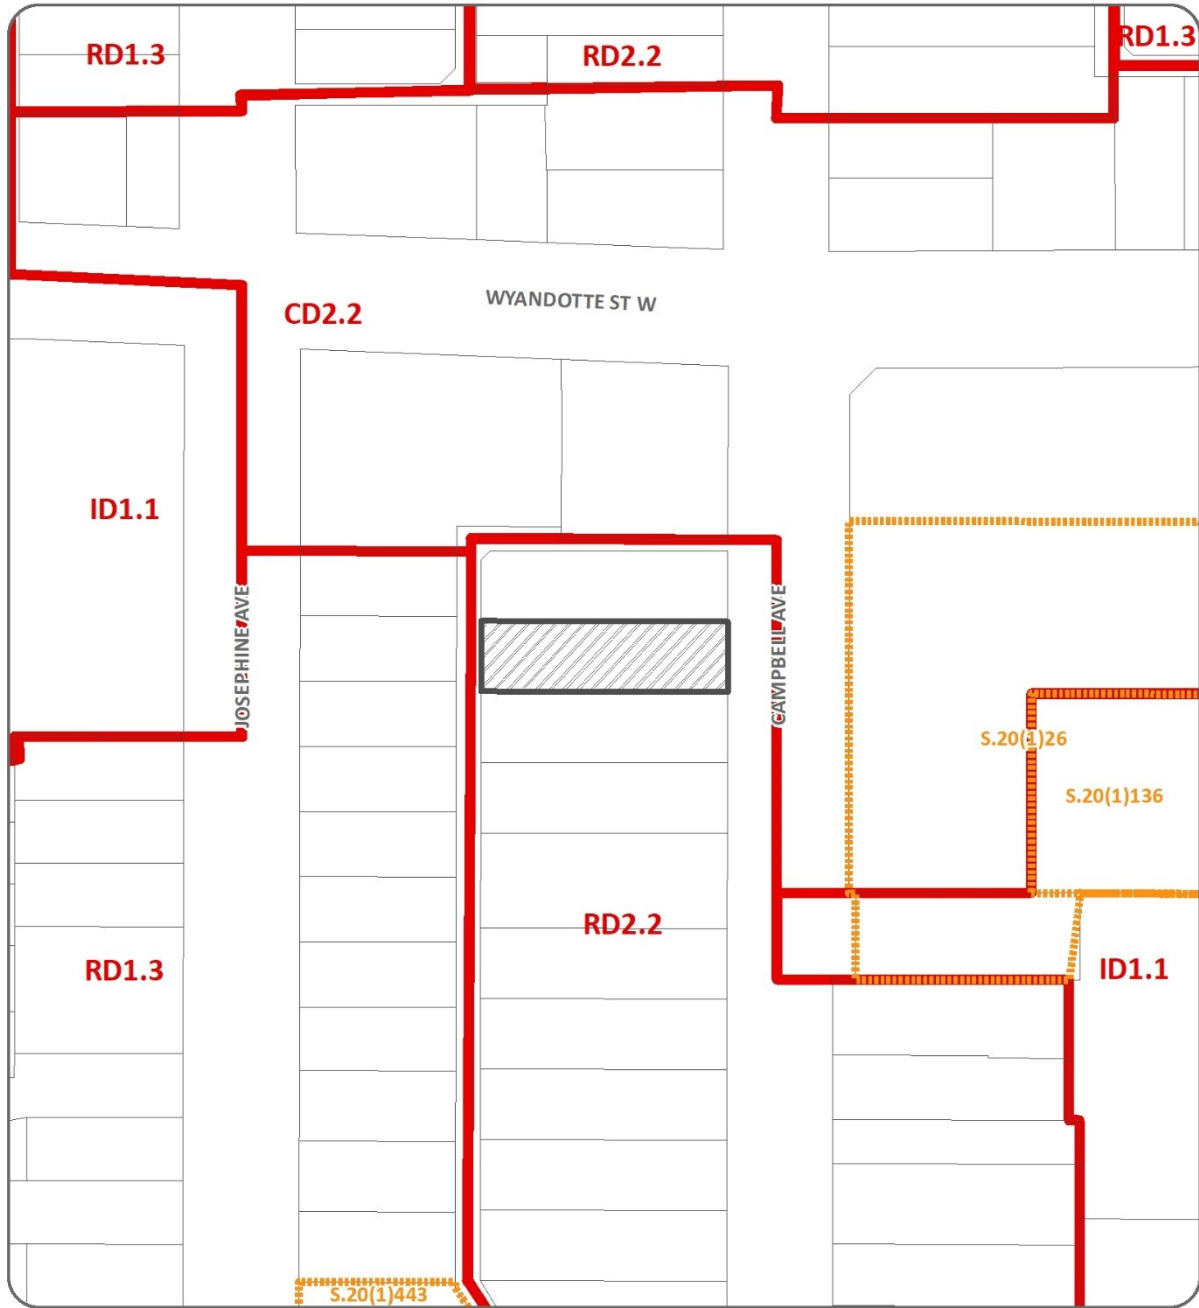 RD1.3
RD2.2
RD1.3
WYANDOTTE ST W
CD2.2
ID1.1
JOSEPHINE AVE
CAMPBELL AVE
S.20(1)26
S.20(1)136
RD2.2
RD1.3
ID1.1
S.20(1)443